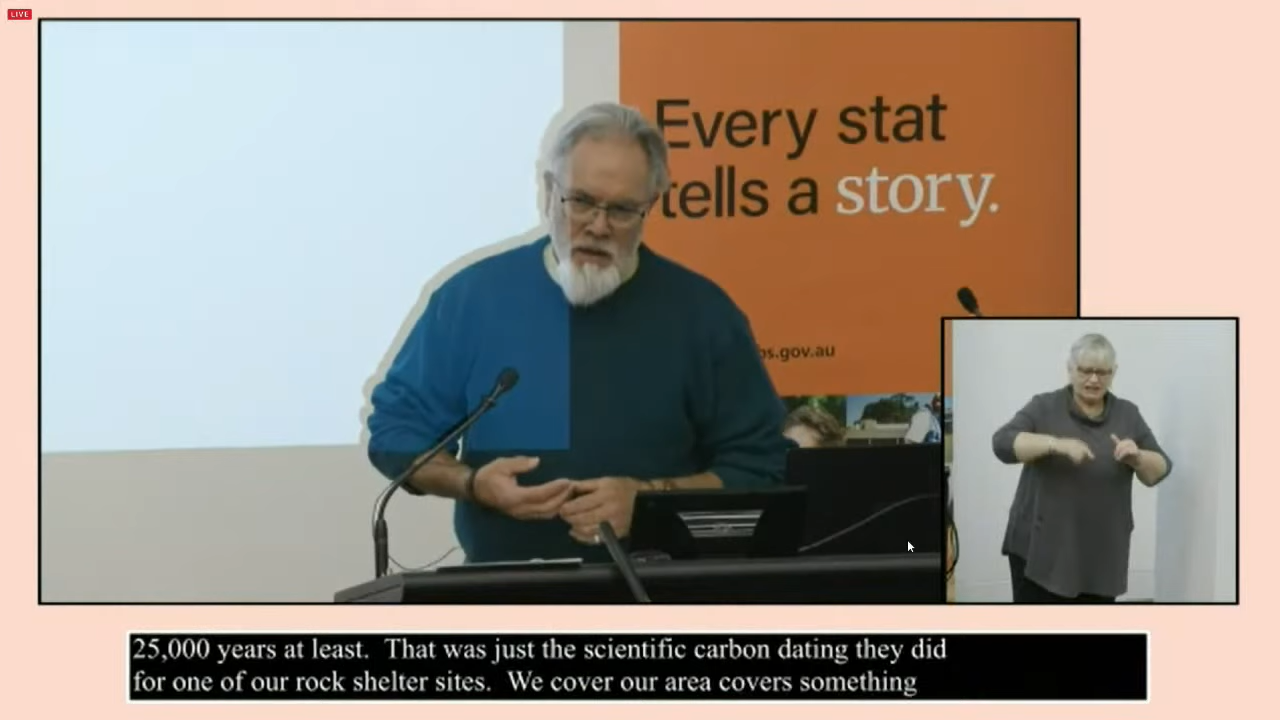 LIVE
Every stat
tells a story.
bs.gov.au
25,000 years at least.  That was just the scientific carbon dating they did
for one of our rock shelter sites.  We cover our area covers something